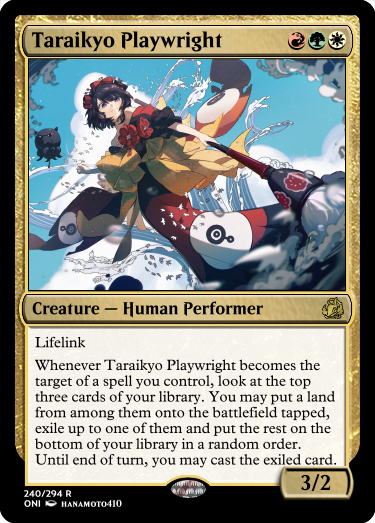 Taraikyo Playwright
Creature — Human Performer
Lifelink
Whenever Taraikyo Playwright becomes the
target of a spell you control, look at the top
three cards of your library. You may put a land
from among them onto the battlefield tapped,
exile up to one of them and put the rest on the
bottom of your library in a random order.
Until end of turn, you may cast the exiled card.
3/2
240/294 R
ONI HANAMOTO410